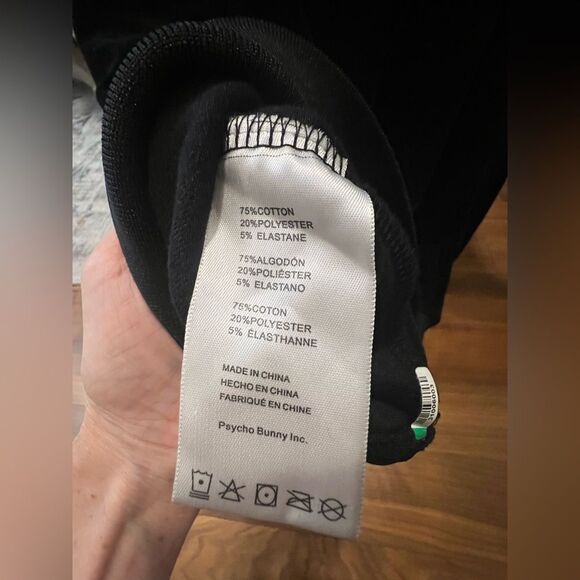 75%COTTON
20%POLYESTER
5% ELASTANE
75%ALGODÓN
20%POLIÉSTER
5% ELASTANO
75%COTON
20%POLYESTER
5% ÉLASTHANNE
MADE IN CHINA
HECHO EN CHINA
FABRIQUÉ EN CHINE
Psycho Bunny Inc.